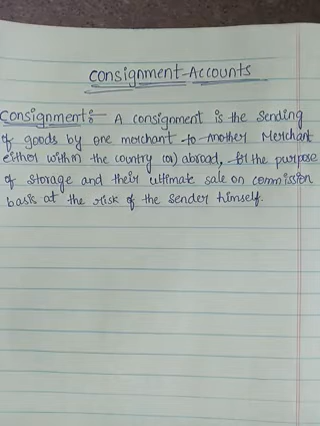 Consignment Accounts
Consignment:- A consignment is the sending
of goods by one merchant to another Merchant
either within the country (or) abroad, for the purpose
of storage and their ultimate sale on commission
basis at the risk of the sender himself.